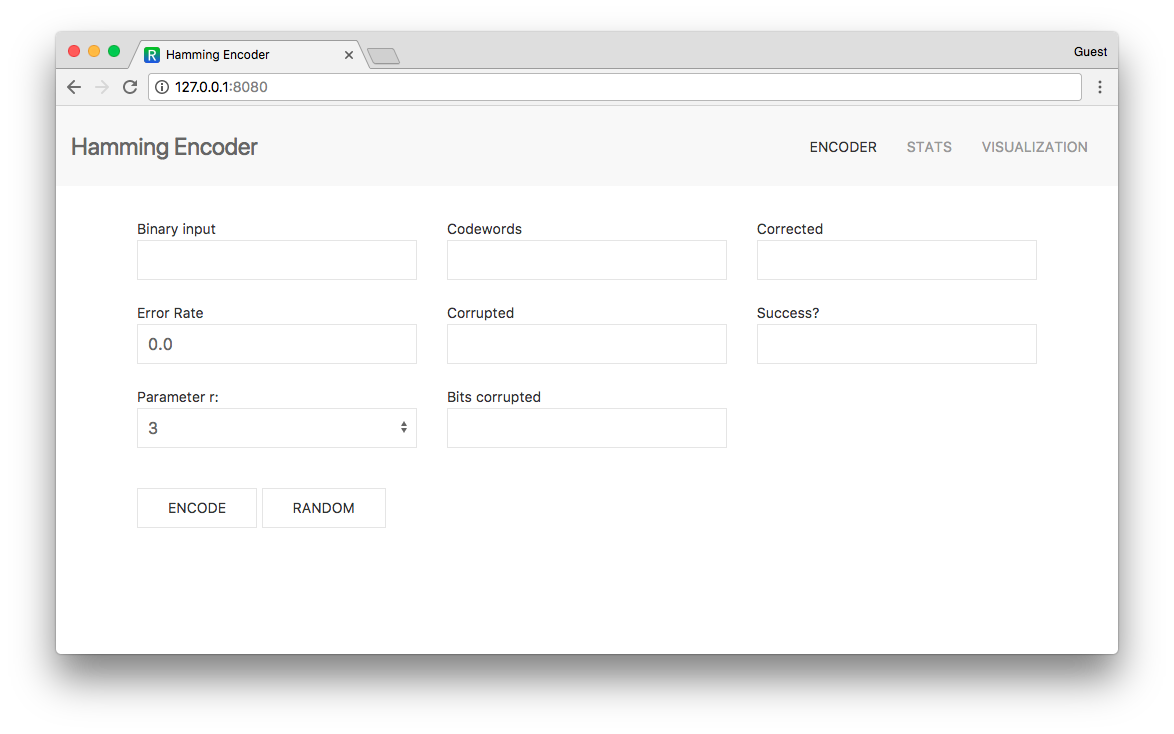 R Hamming Encoder
Guest
127.0.0.1:8080
Hamming Encoder
ENCODER STATS VISUALIZATION
Binary input Codewords Corrected
Error Rate Corrupted Success?
0.0
Parameter r: Bits corrupted
3
ENCODE RANDOM